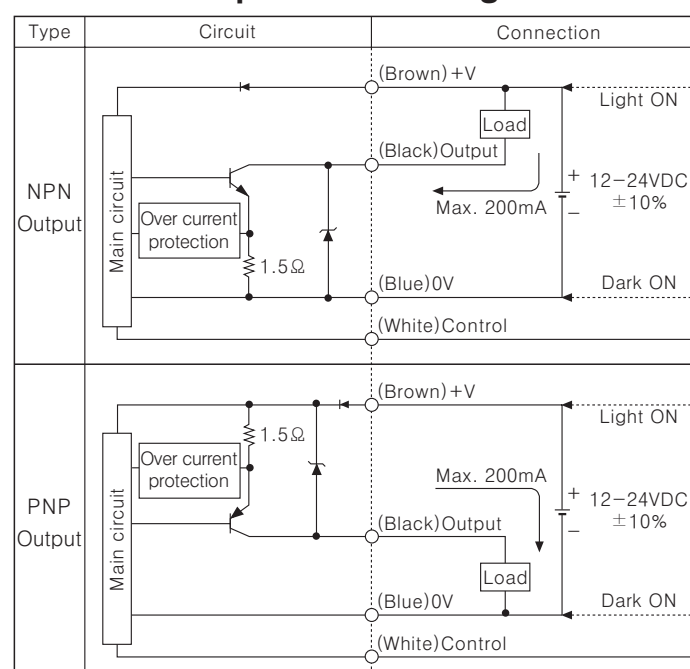 Type Circuit Connection
NPN Output
Main circuit
Over current
protection
1.5Ω
(Brown)+V
Light ON
Load
(Black)Output
Max. 200mA
+
−
12−24VDC
±10%
(Blue)0V
Dark ON
(White)Control
PNP Output
Main circuit
1.5Ω
Over current
protection
(Brown)+V
Light ON
Max. 200mA
+
−
12−24VDC
±10%
(Black)Output
Load
(Blue)0V
Dark ON
(White)Control